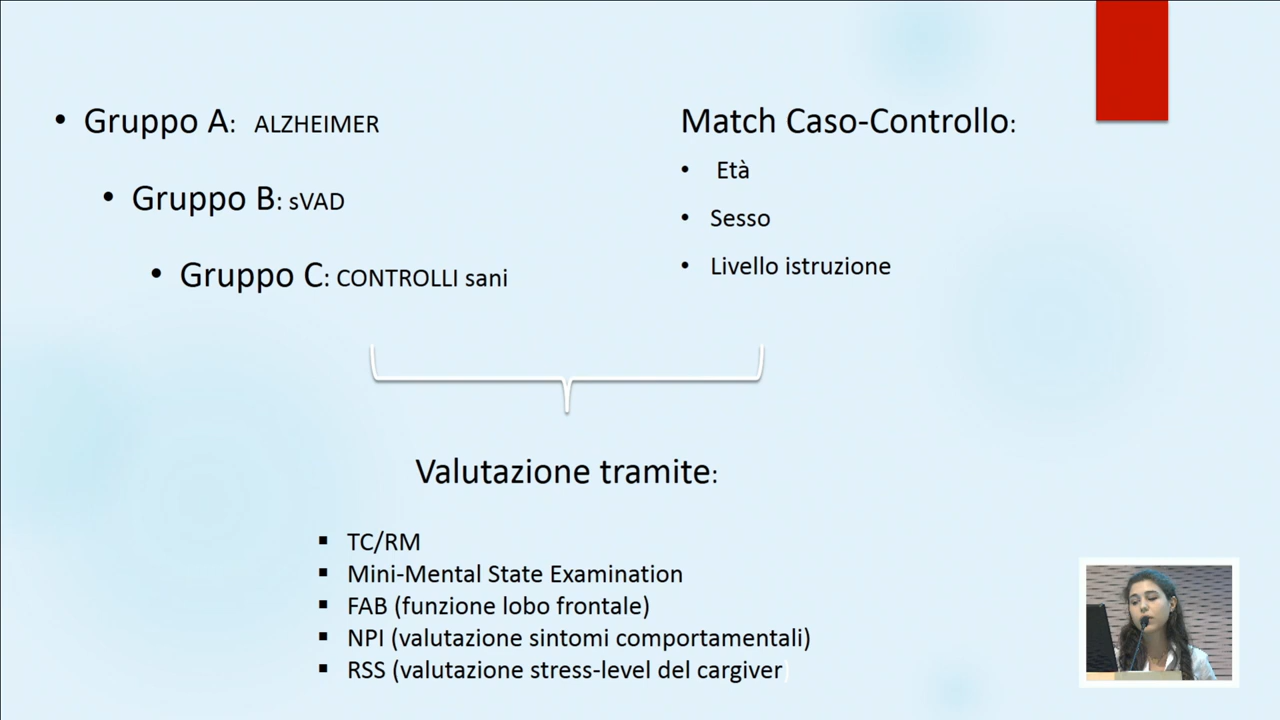 • Gruppo A: ALZHEIMER
• Gruppo B: sVAD
• Gruppo C: CONTROLLI sani
Match Caso-Controllo:
• Età
• Sesso
• Livello istruzione
Valutazione tramite:
▪ TC/RM
▪ Mini-Mental State Examination
▪ FAB (funzione lobo frontale)
▪ NPI (valutazione sintomi comportamentali)
▪ RSS (valutazione stress-level del cargiver)